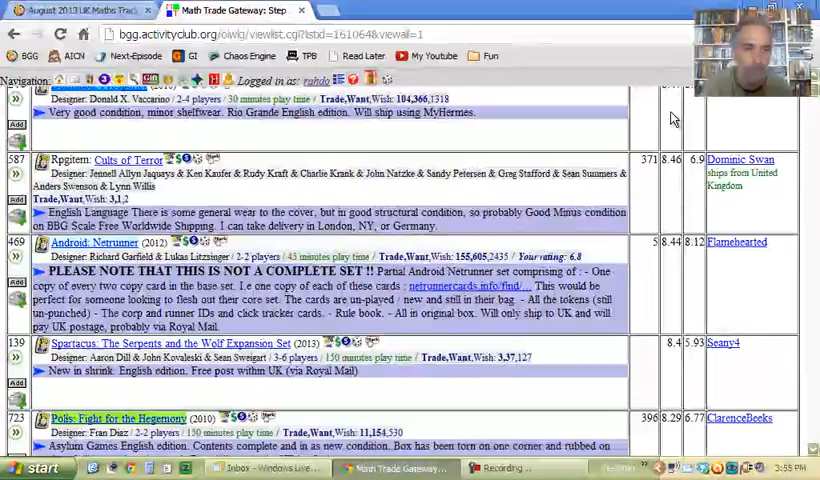 August 2013 UK Maths Trad
Math Trade Gateway: Step
bgg.activityclub.org/oiwlg/viewlist.cgi?lstid=161064&viewall=1
BGG AICN Next-Episode GI Chaos Engine TPB Read Later My Youtube Fun
Navigation: Logged in as: rahdo
Designer: Donald X. Vaccarino / 2-4 players / 30 minutes play time / Trade,Want,Wish: 104,366,1318
Very good condition, minor shelfwear. Rio Grande English edition. Will ship using MyHermes.
Add
587 Rpgitem: Cults of Terror 371 8.46 6.9 Dominic Swan
ships from United Kingdom
Designer: Jennell Allyn Jaquays & Ken Kaufer & Rudy Kraft & Charlie Krank & John Natzke & Sandy Petersen & Greg Stafford & Sean Summers &
Anders Swenson & Lynn Willis
Trade,Want,Wish: 3,1,2
Add
English Language There is some general wear to the cover, but in good structural condition, so probably Good Minus condition
on BGG Scale Free Worldwide Shipping. I can take delivery in London, NY, or Germany.
469 Android: Netrunner (2012) 5 8.44 8.12 Flamehearted
Designer: Richard Garfield & Lukas Litzsinger / 2-2 players / 45 minutes play time / Trade,Want,Wish: 155,605,2435 / Your rating: 6.8
PLEASE NOTE THAT THIS IS NOT A COMPLETE SET !! Partial Android Netrunner set comprising of : - One
copy of every two copy card in the base set. I.e one copy of each of these cards : netrunnercards.info/find/... This would be
Add
perfect for someone looking to flesh out their core set. The cards are un-played / new and still in their bag. - All the tokens (still
un-punched) - The corp and runner IDs and click tracker cards. - Rule book. - All in original box. Will only ship to UK and will
pay UK postage, probably via Royal Mail.
139 Spartacus: The Serpents and the Wolf Expansion Set (2013) 8.4 5.93 Seany4
Designer: Aaron Dill & John Kovaleski & Sean Sweigart / 3-6 players / 150 minutes play time / Trade,Want,Wish: 3,37,127
New in shrink. English edition. Free post within UK (via Royal Mail)
Add
723 Polis: Fight for the Hegemony (2010) 396 8.29 6.77 ClarenceBeeks
Designer: Fran Diaz / 2-2 players / 150 minutes play time / Trade,Want,Wish: 11,154,530
Asylum Games English edition. Contents complete and in as new condition. Box has been torn on one corner and rubbed on
start Inbox - Windows Live... Math Trade Gateway... Recording... 3:55 PM